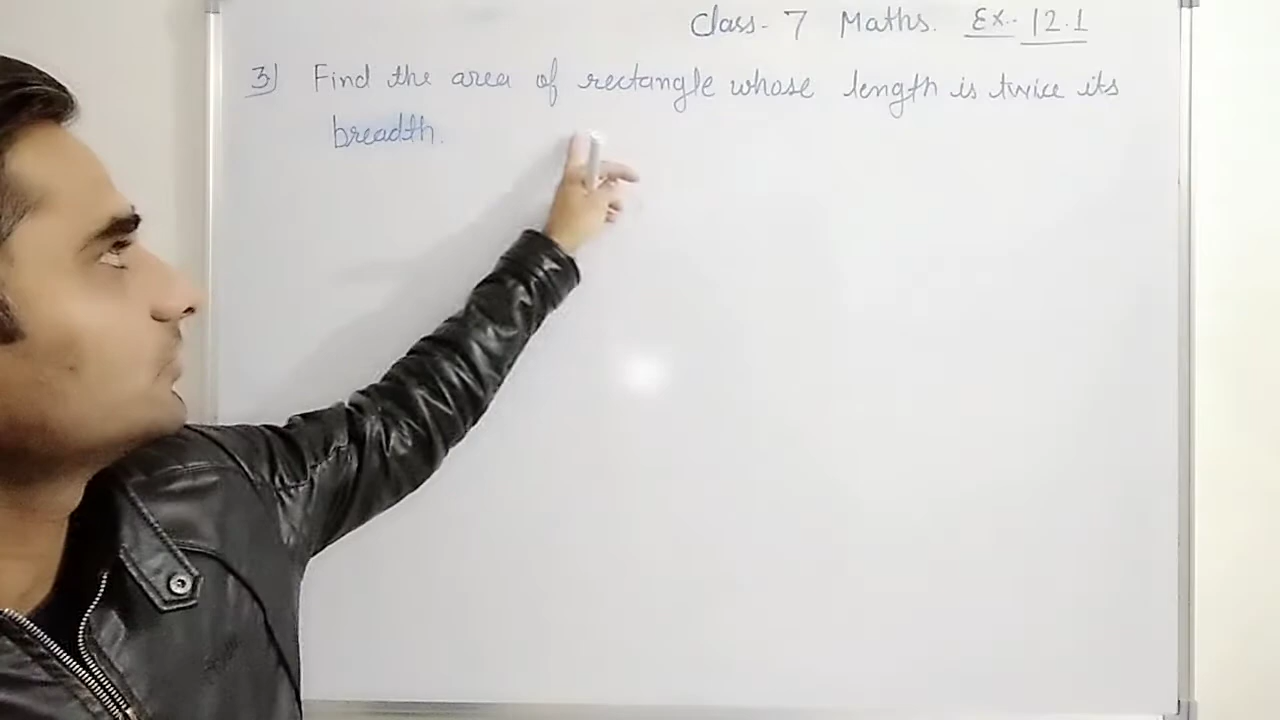 Class- 7 Maths. Ex:- 12.1
3) Find the area of rectangle whose length is twice its
breadth.